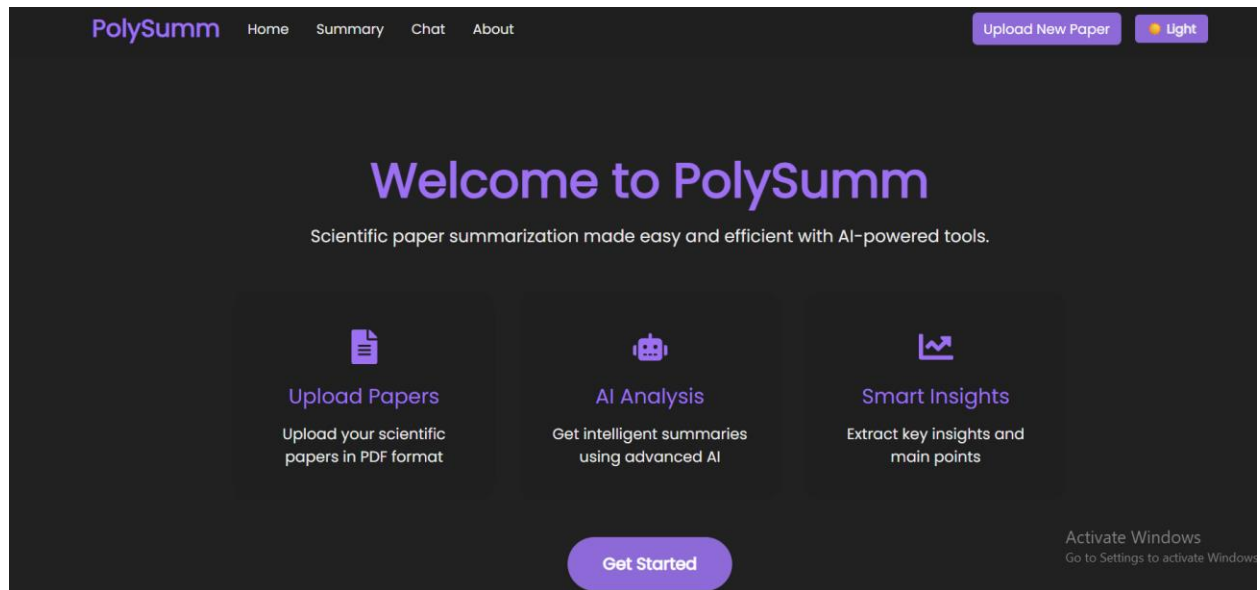 PolySumm Home Summary Chat About Upload New Paper Light
Welcome to PolySumm
Scientific paper summarization made easy and efficient with AI-powered tools.
Upload Papers
Upload your scientific
papers in PDF format
AI Analysis
Get intelligent summaries
using advanced AI
Smart Insights
Extract key insights and
main points
Get Started
Activate Windows
Go to Settings to activate Windows